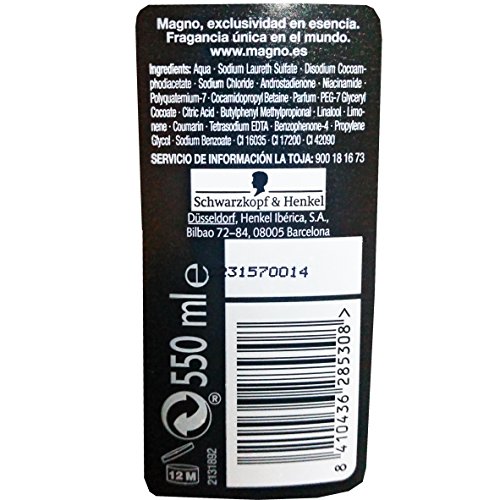 Magno, exclusividad en esencia.
Fragancia única en el mundo.
www.magno.es
Ingredients: Aqua · Sodium Laureth Sulfate · Disodium Cocoam-
phodiacetate · Sodium Chloride · Androstadienone · Niacinamide ·
Polyquaternium-7 · Cocamidopropyl Betaine · Parfum · PEG-7 Glyceryl
Cocoate · Citric Acid · Butylphenyl Methylpropional · Linalool · Limo-
nene · Coumarin · Tetrasodium EDTA · Benzophenone-4 · Propylene
Glycol · Sodium Benzoate · CI 16035 · CI 17200 · CI 42090
SERVICIO DE INFORMACIÓN LA TOJA: 900 18 16 73
Schwarzkopf & Henkel
Düsseldorf, Henkel Ibérica, S.A.,
Bilbao 72–84, 08005 Barcelona
231570014
550 ml e
®
12 M
2131892
8 410436 285308 >